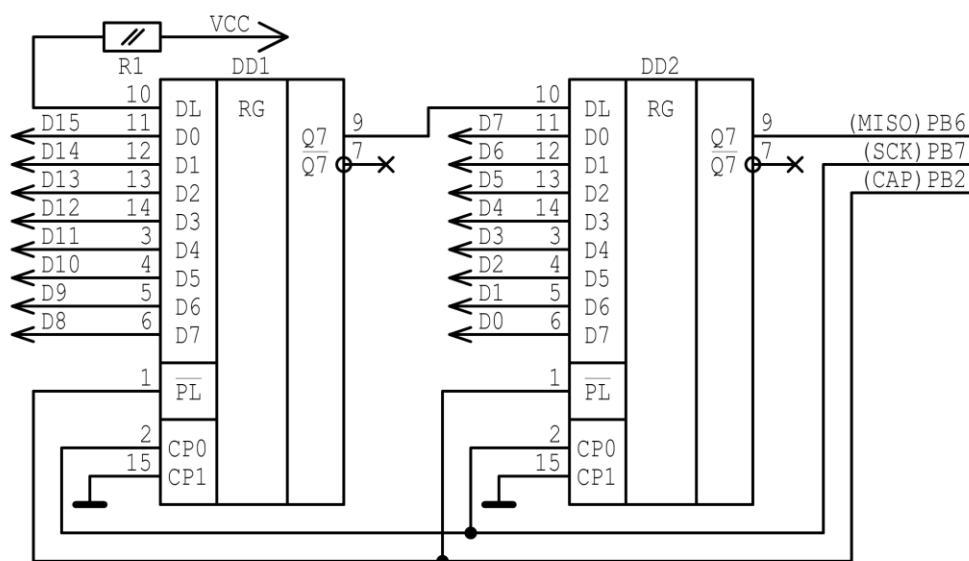 VCC
R1 DD1 DD2
10 DL RG 10 DL RG
D15 11 D0 Q7 9 D7 11 D0 Q7 9 (MISO)PB6
D14 12 D1 Q7 7 D6 12 D1 Q7 7 (SCK)PB7
D13 13 D2 D5 13 D2 (CAP)PB2
D12 14 D3 D4 14 D3
D11 3 D4 D3 3 D4
D10 4 D5 D2 4 D5
D9 5 D6 D1 5 D6
D8 6 D7 D0 6 D7
1 PL 1 PL
2 CP0 2 CP0
15 CP1 15 CP1